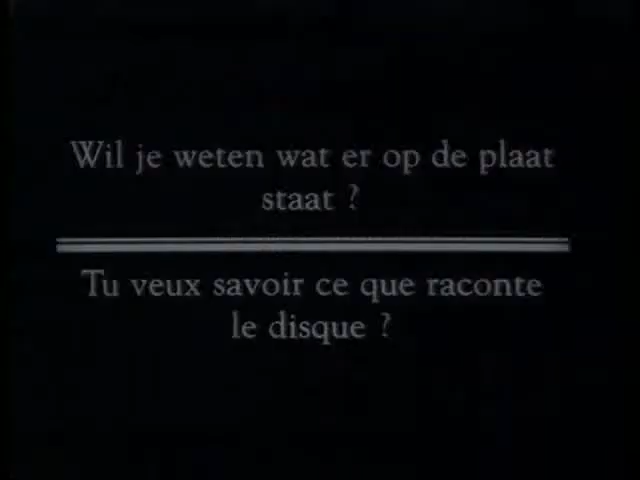 Wil je weten wat er op de plaat
staat ?
Tu veux savoir ce que raconte
le disque ?